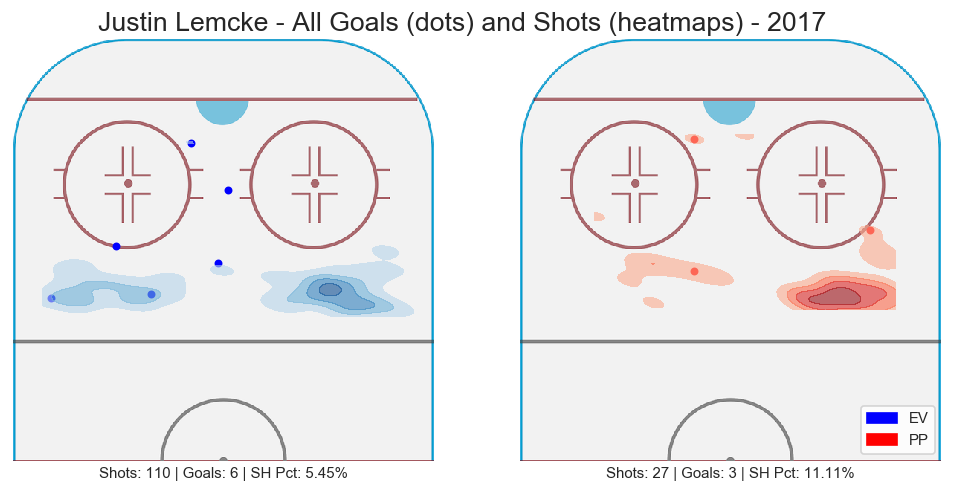 Justin Lemcke - All Goals (dots) and Shots (heatmaps) - 2017
EV
PP
Shots: 110 | Goals: 6 | SH Pct: 5.45%
Shots: 27 | Goals: 3 | SH Pct: 11.11%